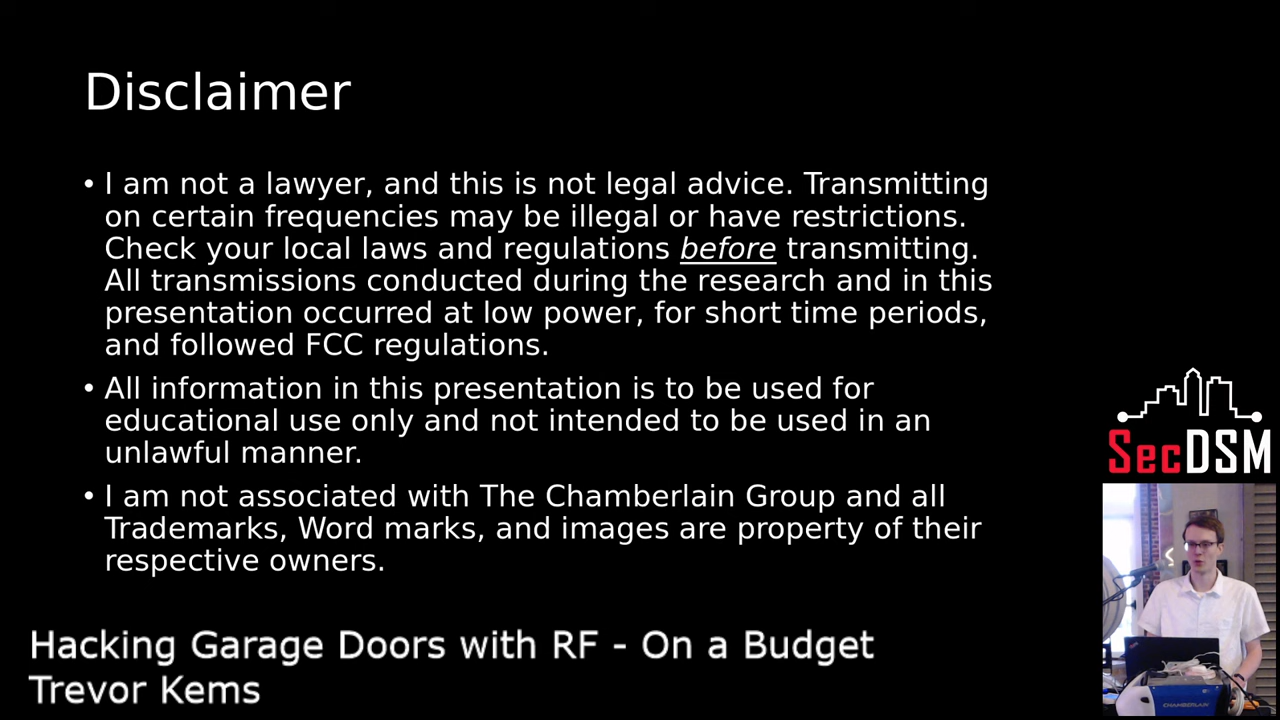 Disclaimer
• I am not a lawyer, and this is not legal advice. Transmitting
on certain frequencies may be illegal or have restrictions.
Check your local laws and regulations before transmitting.
All transmissions conducted during the research and in this
presentation occurred at low power, for short time periods,
and followed FCC regulations.
• All information in this presentation is to be used for
educational use only and not intended to be used in an
unlawful manner.
• I am not associated with The Chamberlain Group and all
Trademarks, Word marks, and images are property of their
respective owners.
SecDSM
CHAMBERLAIN
Hacking Garage Doors with RF - On a Budget
Trevor Kems